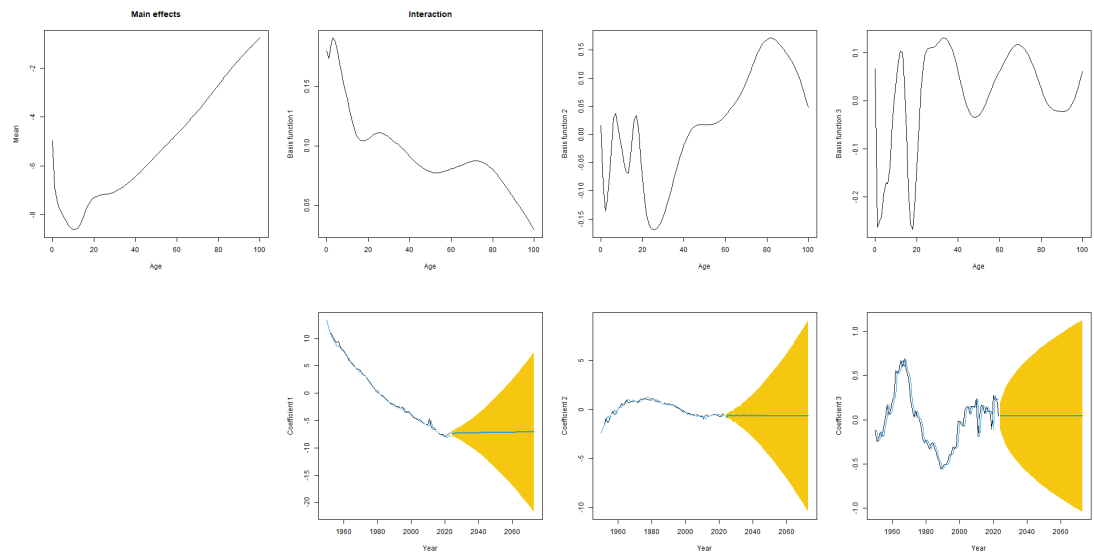 Main effects
Interaction
Mean
-2
-4
-6
-8
0 20 40 60 80 100
Age
Basis function 1
0.15
0.10
0.05
0 20 40 60 80 100
Age
Basis function 2
0.15
0.10
0.05
0.00
-0.05
-0.10
-0.15
0 20 40 60 80 100
Age
Basis function 3
0.1
0.0
-0.1
-0.2
0 20 40 60 80 100
Age
Coefficient 1
10
5
0
-5
-10
-15
-20
1960 1980 2000 2020 2040 2060
Year
Coefficient 2
5
0
-5
-10
1960 1980 2000 2020 2040 2060
Year
Coefficient 3
1.0
0.5
0.0
-0.5
-1.0
1960 1980 2000 2020 2040 2060
Year